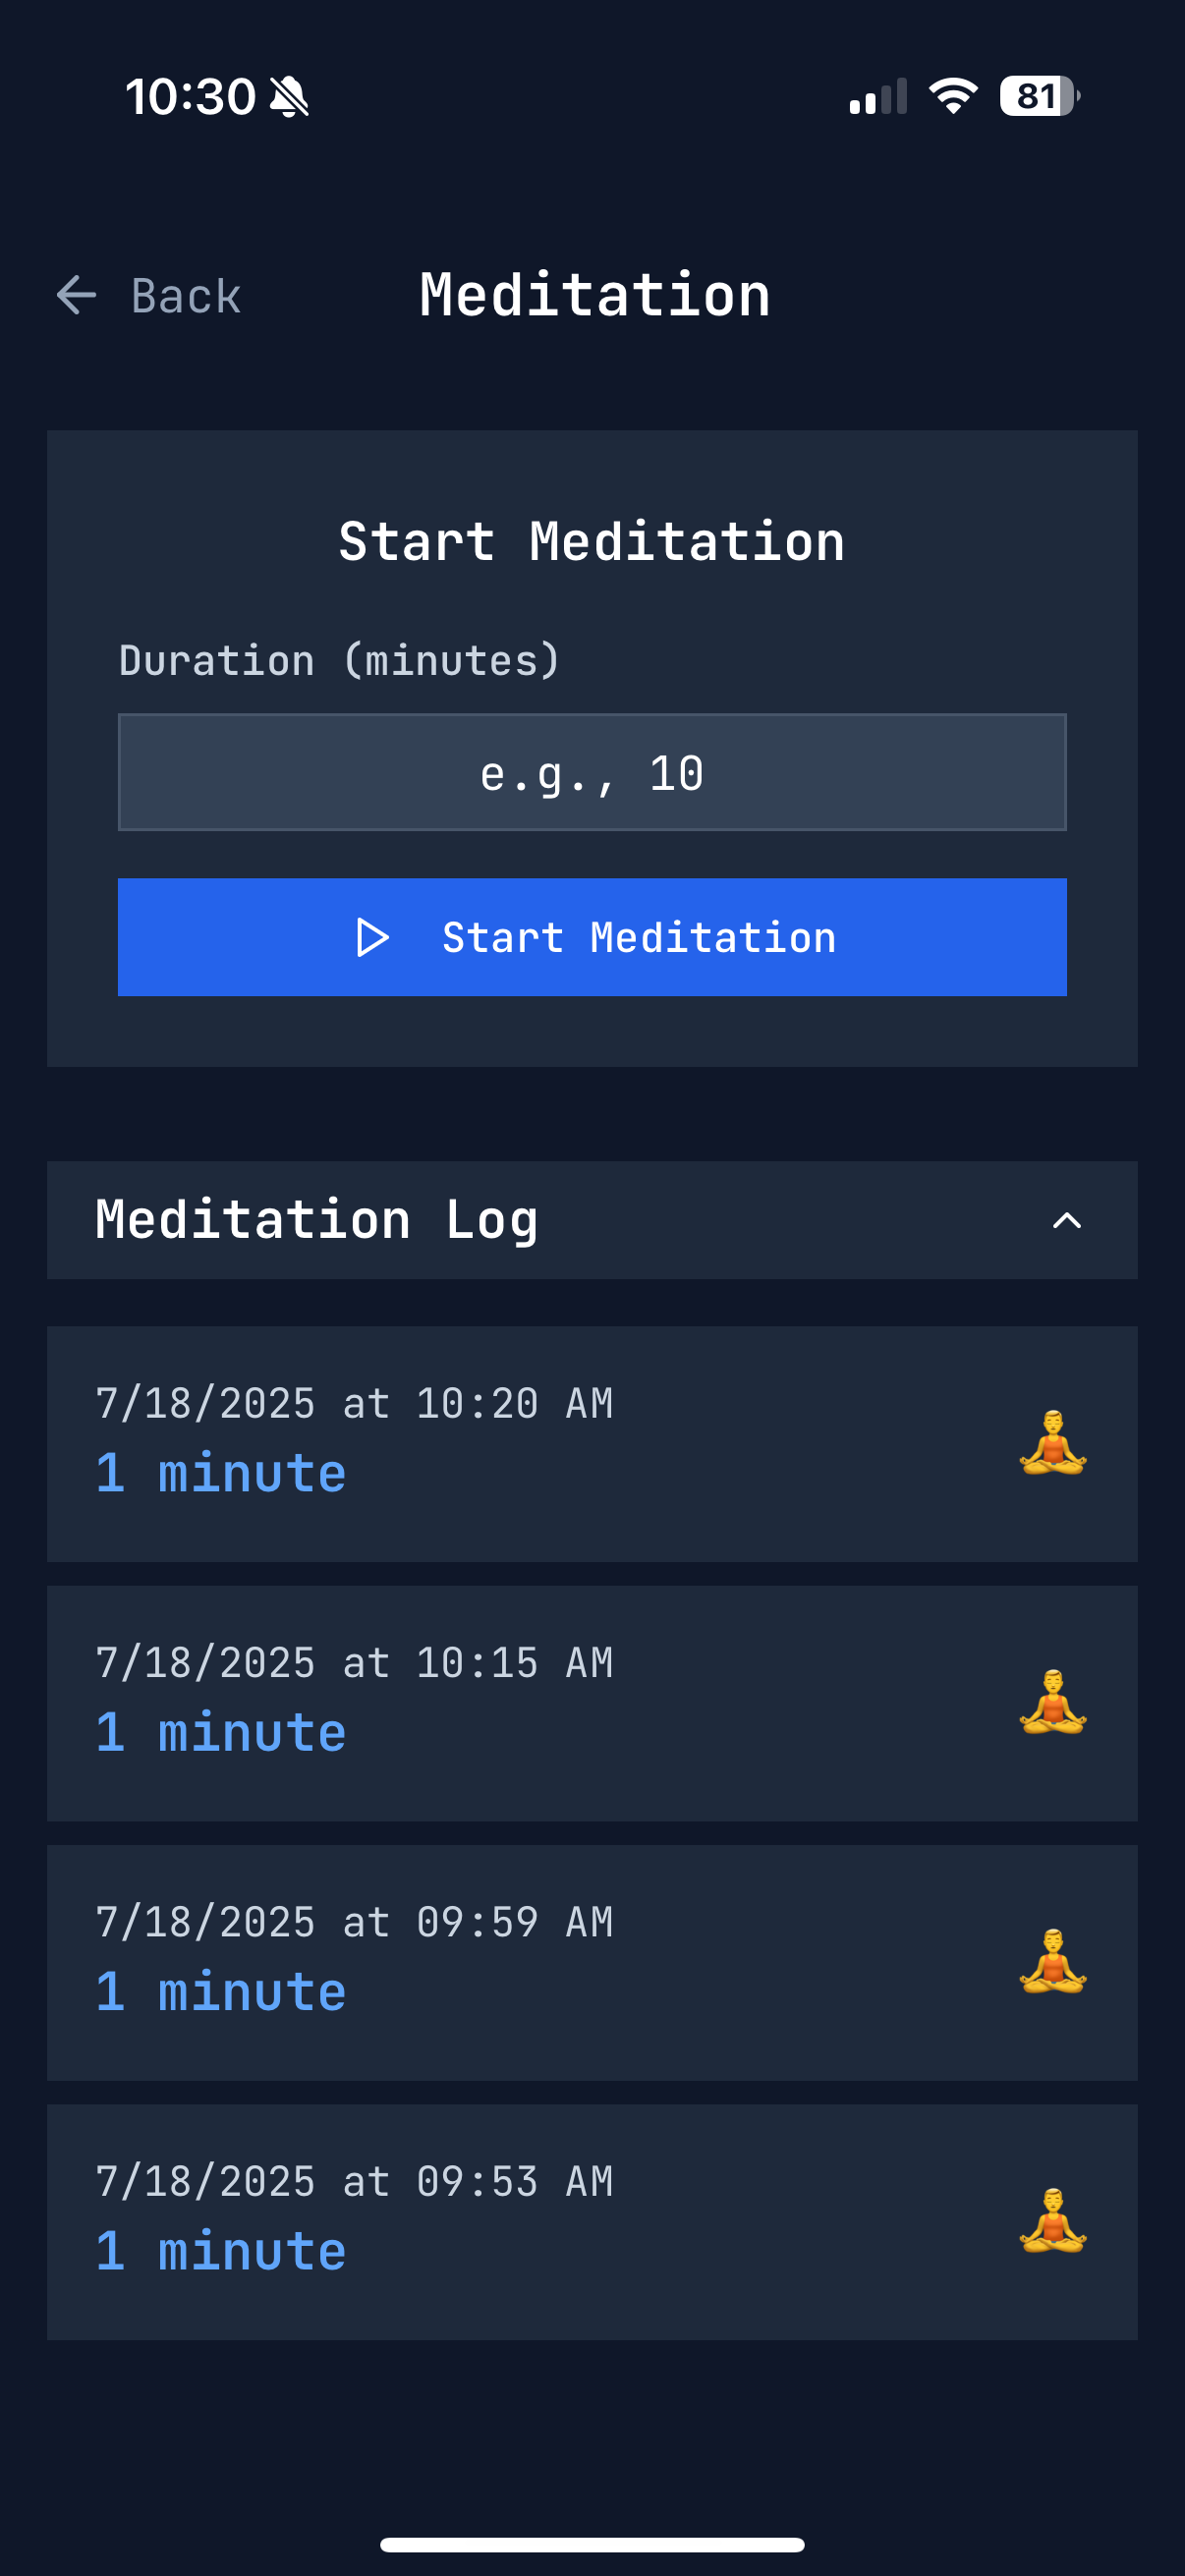 10:30
81
Back
Meditation
Start Meditation
Duration (minutes)
e.g., 10
Start Meditation
Meditation Log
7/18/2025 at 10:20 AM
1 minute
7/18/2025 at 10:15 AM
1 minute
7/18/2025 at 09:59 AM
1 minute
7/18/2025 at 09:53 AM
1 minute